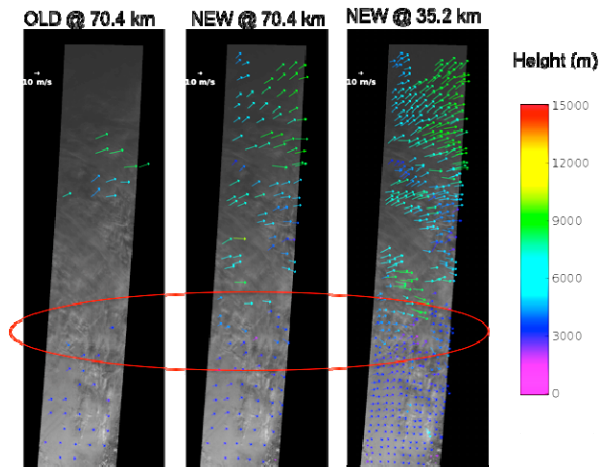 OLD @ 70.4 km
NEW @ 70.4 km
NEW @ 35.2 km
Height (m)
10 m/s
10 m/s
10 m/s
15000
12000
9000
6000
3000
0